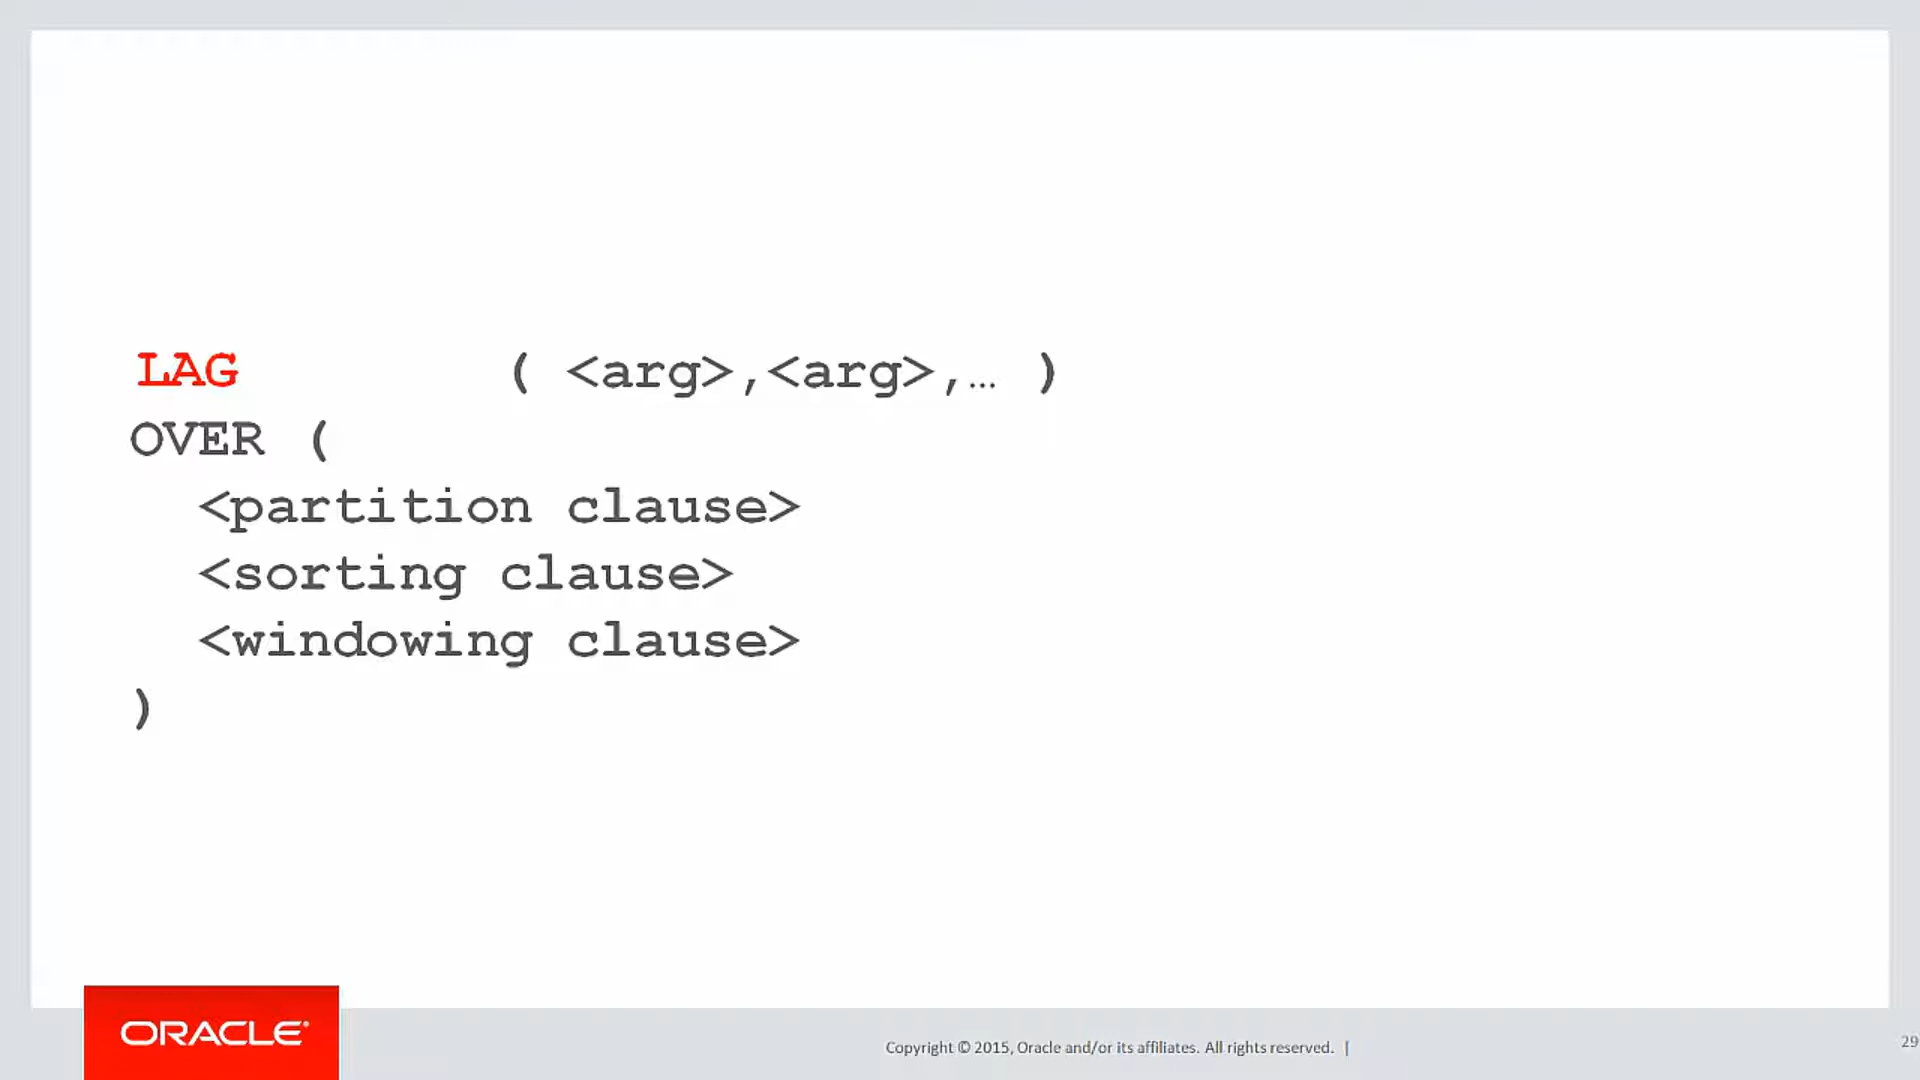 LAG ( <arg>,<arg>,… )
OVER (
<partition clause>
<sorting clause>
<windowing clause>
)
ORACLE®
Copyright © 2015, Oracle and/or its affiliates. All rights reserved. |
29